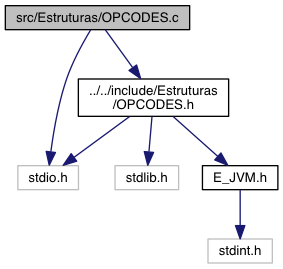 src/Estruturas/OPCODES.c
../../include/Estruturas
/OPCODES.h
stdio.h
stdlib.h
E_JVM.h
stdint.h